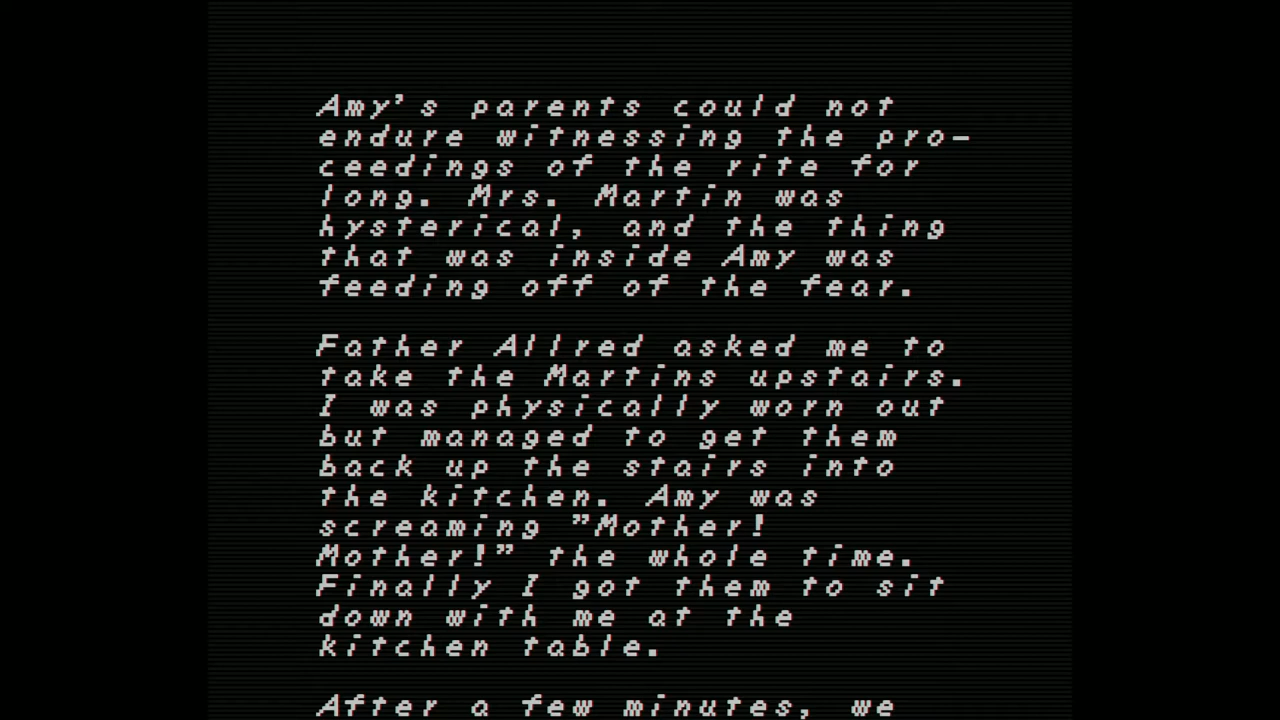 Amy's parents could not
endure witnessing the pro-
ceedings of the rite for
long. Mrs. Martin was
hysterical, and the thing
that was inside Amy was
feeding off of the fear.
Father Allred asked me to
take the Martins upstairs.
I was physically worn out
but managed to get them
back up the stairs into
the kitchen. Amy was
screaming "Mother!
Mother!" the whole time.
Finally I got them to sit
down with me at the
kitchen table.
After a few minutes, we